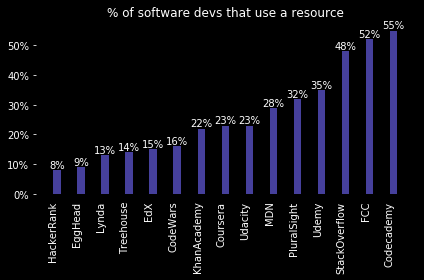 % of software devs that use a resource
50%
40%
30%
20%
10%
0%
8%
9%
13%
14%
15%
16%
22%
23%
23%
28%
32%
35%
48%
52%
55%
HackerRank
EggHead
Lynda
Treehouse
EdX
CodeWars
KhanAcademy
Coursera
Udacity
MDN
PluralSight
Udemy
StackOverflow
FCC
Codecademy